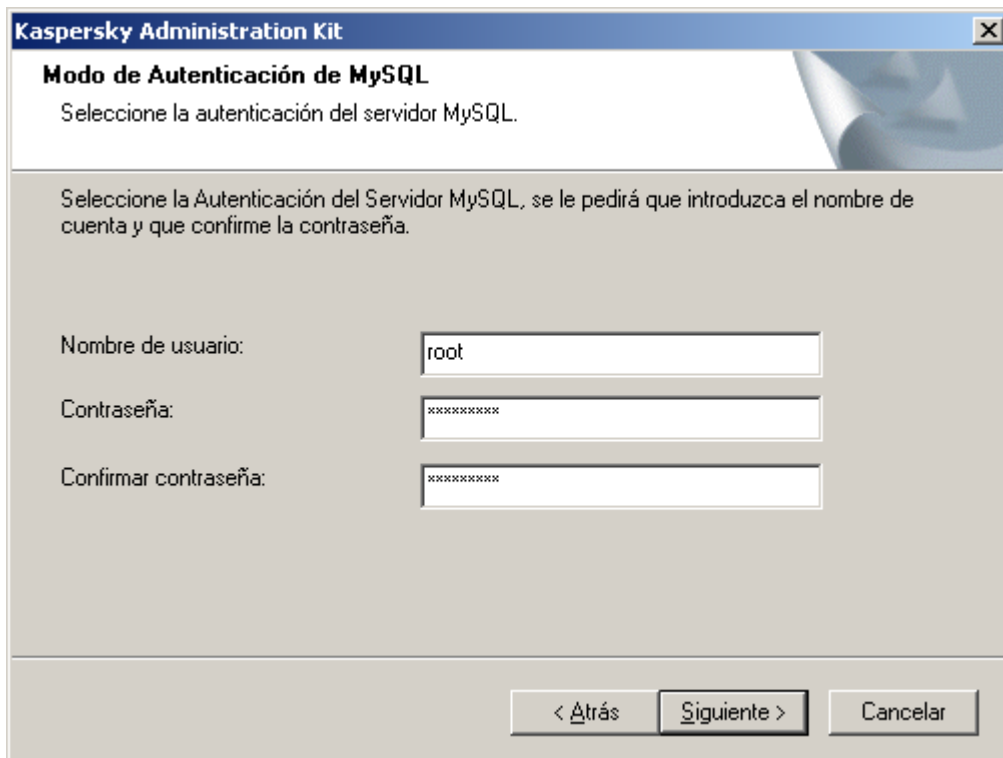 Kaspersky Administration Kit
Modo de Autenticación de MySQL
Seleccione la autenticación del servidor MySQL.
Seleccione la Autenticación del Servidor MySQL, se le pedirá que introduzca el nombre de
cuenta y que confirme la contraseña.
Nombre de usuario:
root
Contraseña:
*********
Confirmar contraseña:
*********
< Atrás
Siguiente >
Cancelar